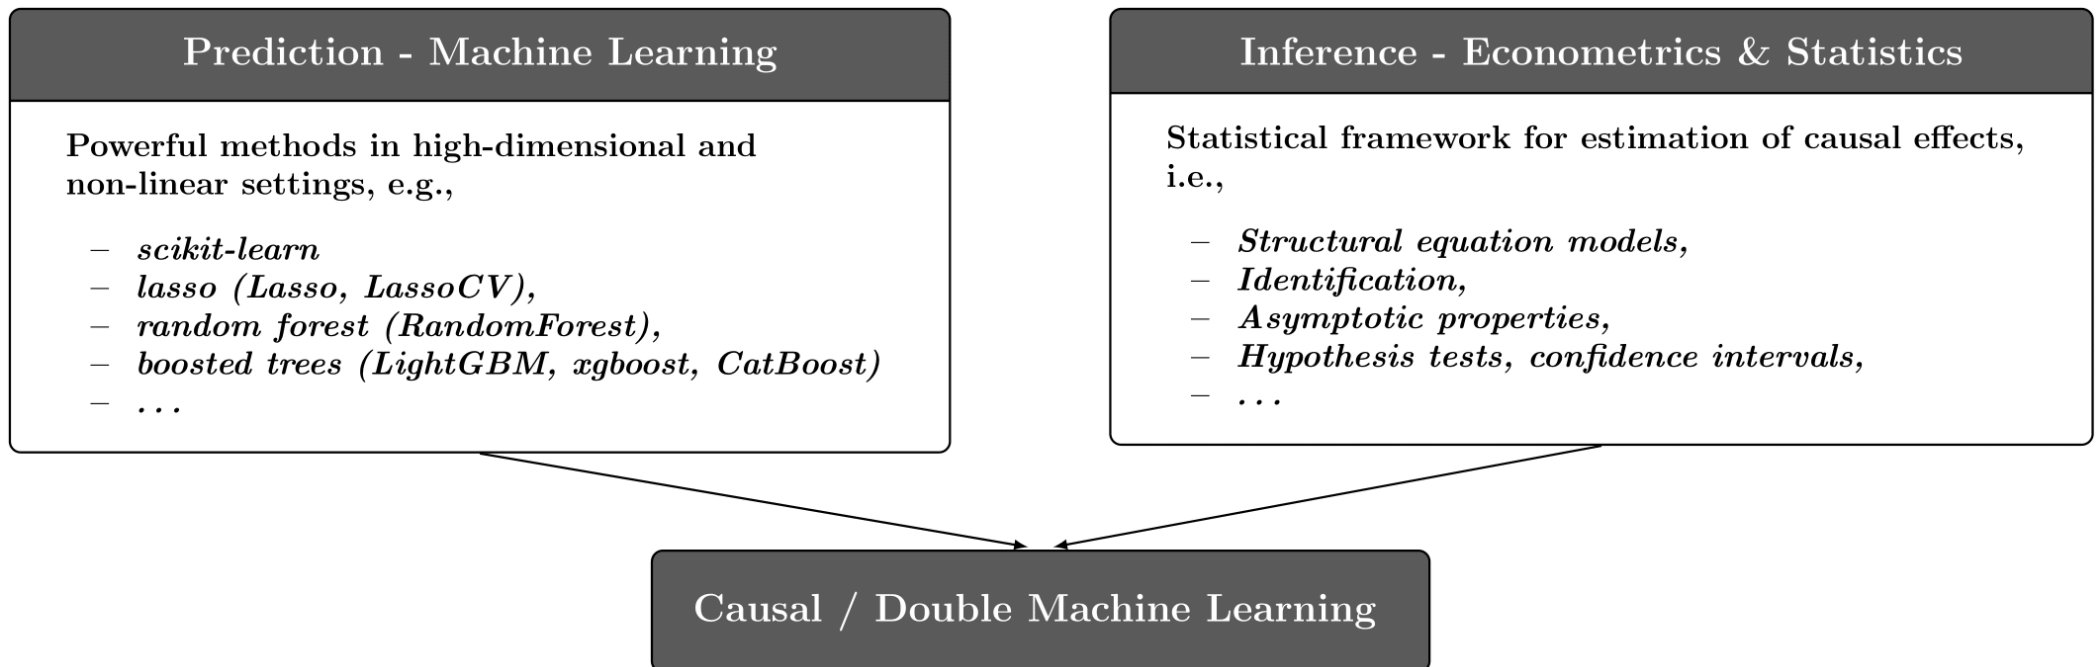 Prediction - Machine Learning
Powerful methods in high-dimensional and
non-linear settings, e.g.,
– scikit-learn
– lasso (Lasso, LassoCV),
– random forest (RandomForest),
– boosted trees (LightGBM, xgboost, CatBoost)
– . . .
Inference - Econometrics & Statistics
Statistical framework for estimation of causal effects,
i.e.,
– Structural equation models,
– Identification,
– Asymptotic properties,
– Hypothesis tests, confidence intervals,
– . . .
Causal / Double Machine Learning